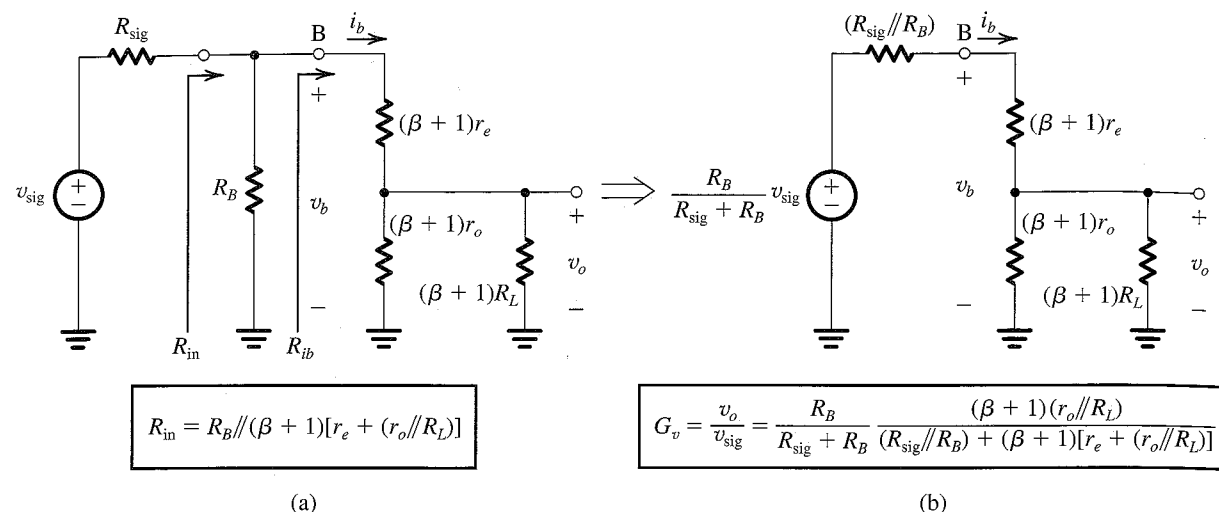 R_sig
B
i_b
+
(β + 1)r_e
v_sig
+
−
R_B
v_b
(β + 1)r_o
(β + 1)R_L
+
v_o
−
−
R_in
R_ib
R_in = R_B//(β + 1)[r_e + (r_o//R_L)]
(a)
(R_sig//R_B)
B
i_b
+
(β + 1)r_e
R_B / (R_sig + R_B) v_sig
+
−
v_b
(β + 1)r_o
(β + 1)R_L
+
v_o
−
−
G_v = v_o / v_sig = R_B / (R_sig + R_B) (β + 1)(r_o//R_L) / ((R_sig//R_B) + (β + 1)[r_e + (r_o//R_L)])
(b)